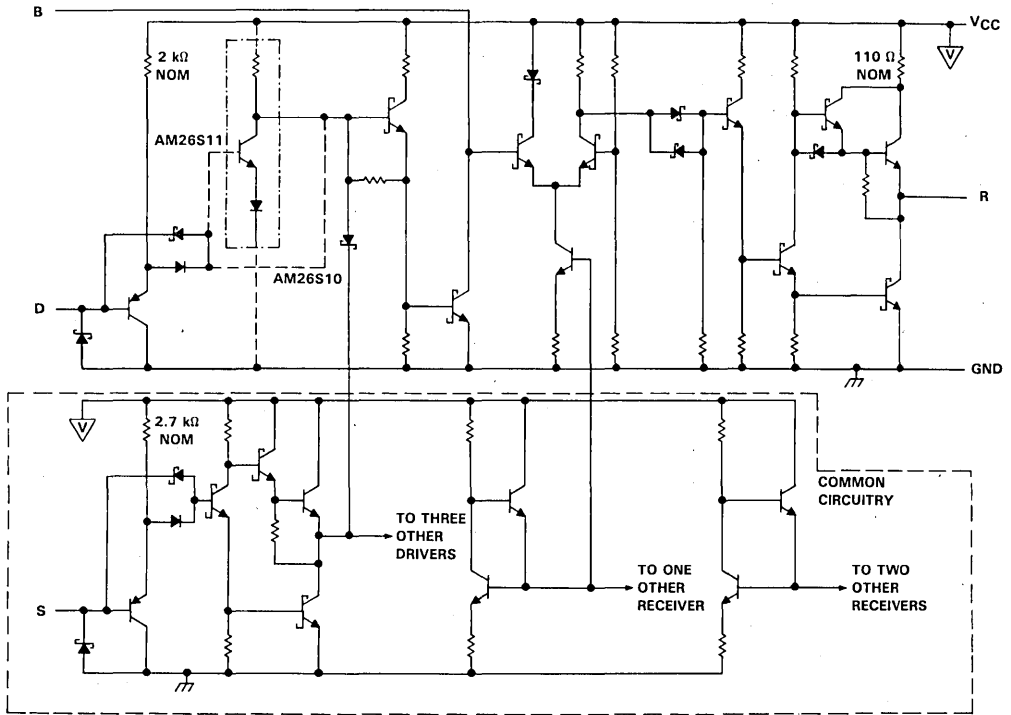 B
VCC
2 kΩ
NOM
110 Ω
NOM
V
AM26S11
R
AM26S10
D
GND
V
2.7 kΩ
NOM
COMMON
CIRCUITRY
TO THREE
OTHER
DRIVERS
TO ONE
OTHER
RECEIVER
TO TWO
OTHER
RECEIVERS
S